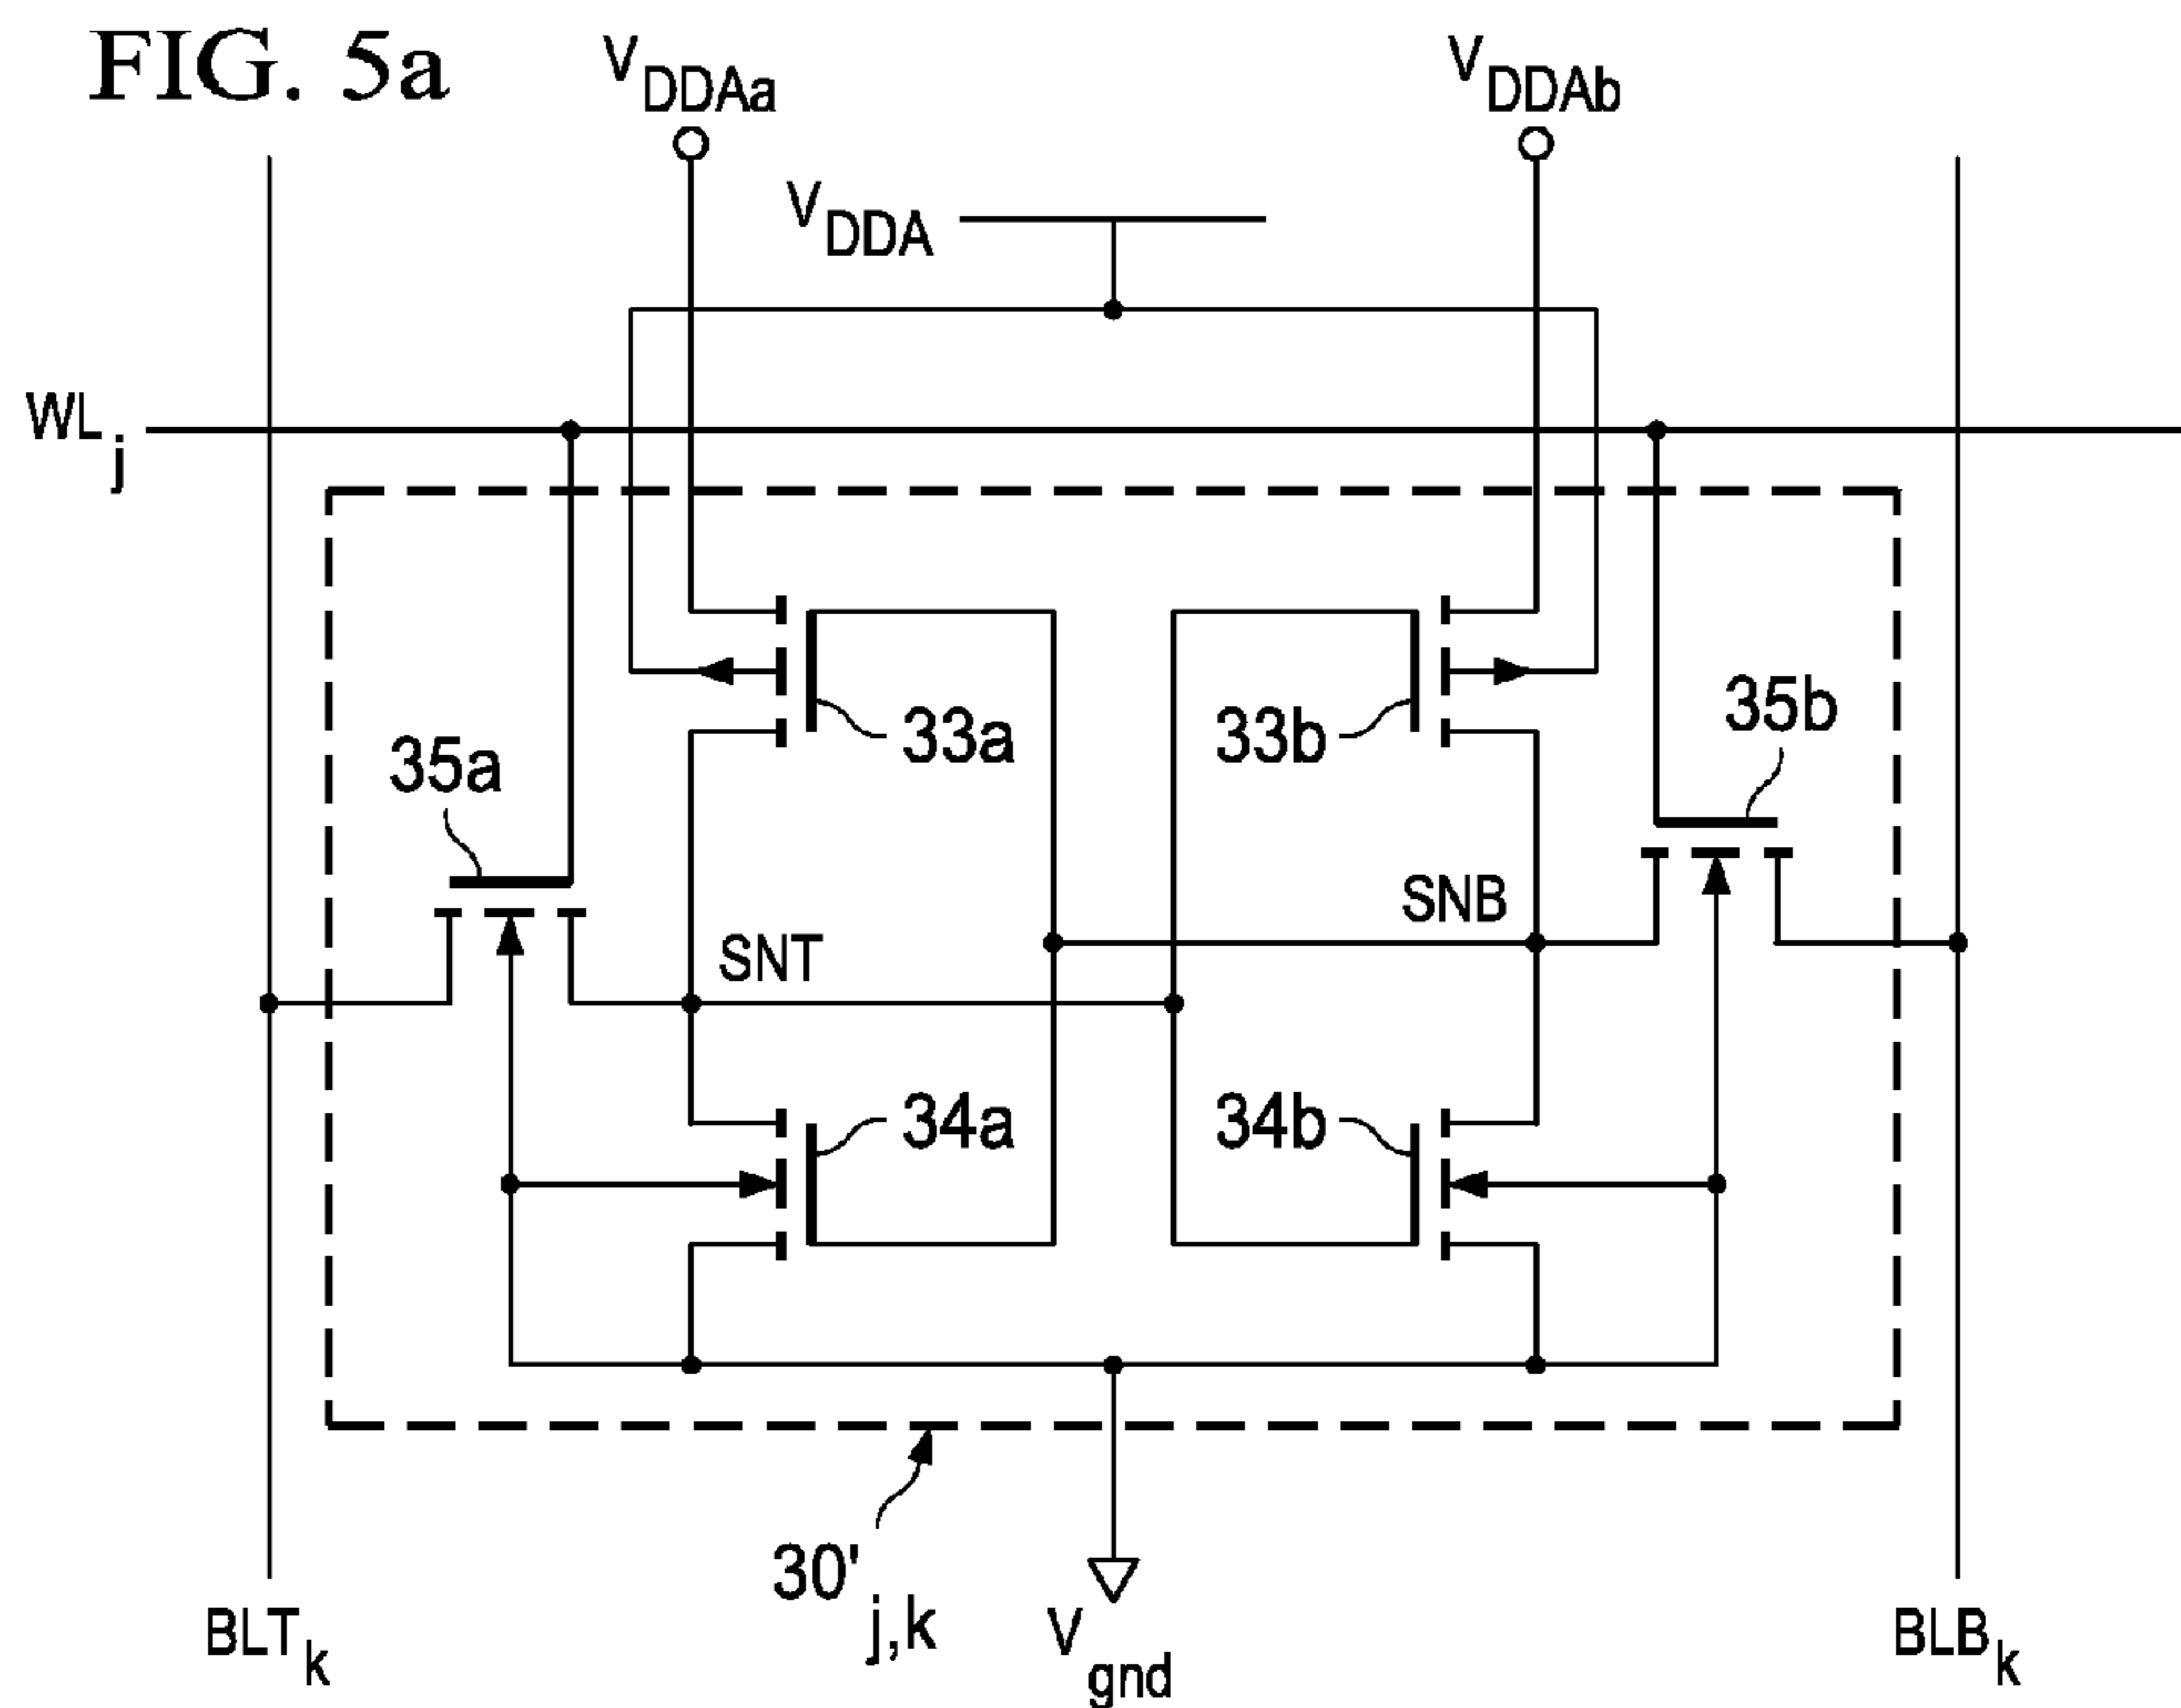 FIG. 5a
VDDAa
VDDAb
VDDA
WLj
33a
33b
35b
35a
SNB
SNT
34a
34b
30'j,k
BLTk
Vgnd
BLBk